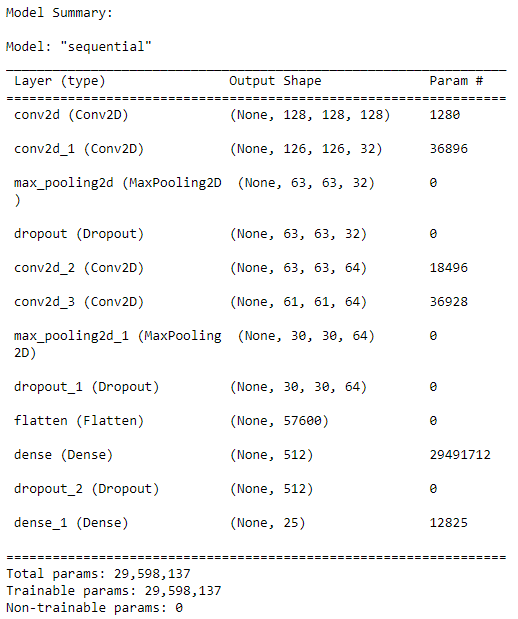 Model Summary:
Model: "sequential"
Layer (type) Output Shape Param #
conv2d (Conv2D) (None, 128, 128, 128) 1280
conv2d_1 (Conv2D) (None, 126, 126, 32) 36896
max_pooling2d (MaxPooling2D (None, 63, 63, 32) 0
)
dropout (Dropout) (None, 63, 63, 32) 0
conv2d_2 (Conv2D) (None, 63, 63, 64) 18496
conv2d_3 (Conv2D) (None, 61, 61, 64) 36928
max_pooling2d_1 (MaxPooling (None, 30, 30, 64) 0
2D)
dropout_1 (Dropout) (None, 30, 30, 64) 0
flatten (Flatten) (None, 57600) 0
dense (Dense) (None, 512) 29491712
dropout_2 (Dropout) (None, 512) 0
dense_1 (Dense) (None, 25) 12825
Total params: 29,598,137
Trainable params: 29,598,137
Non-trainable params: 0